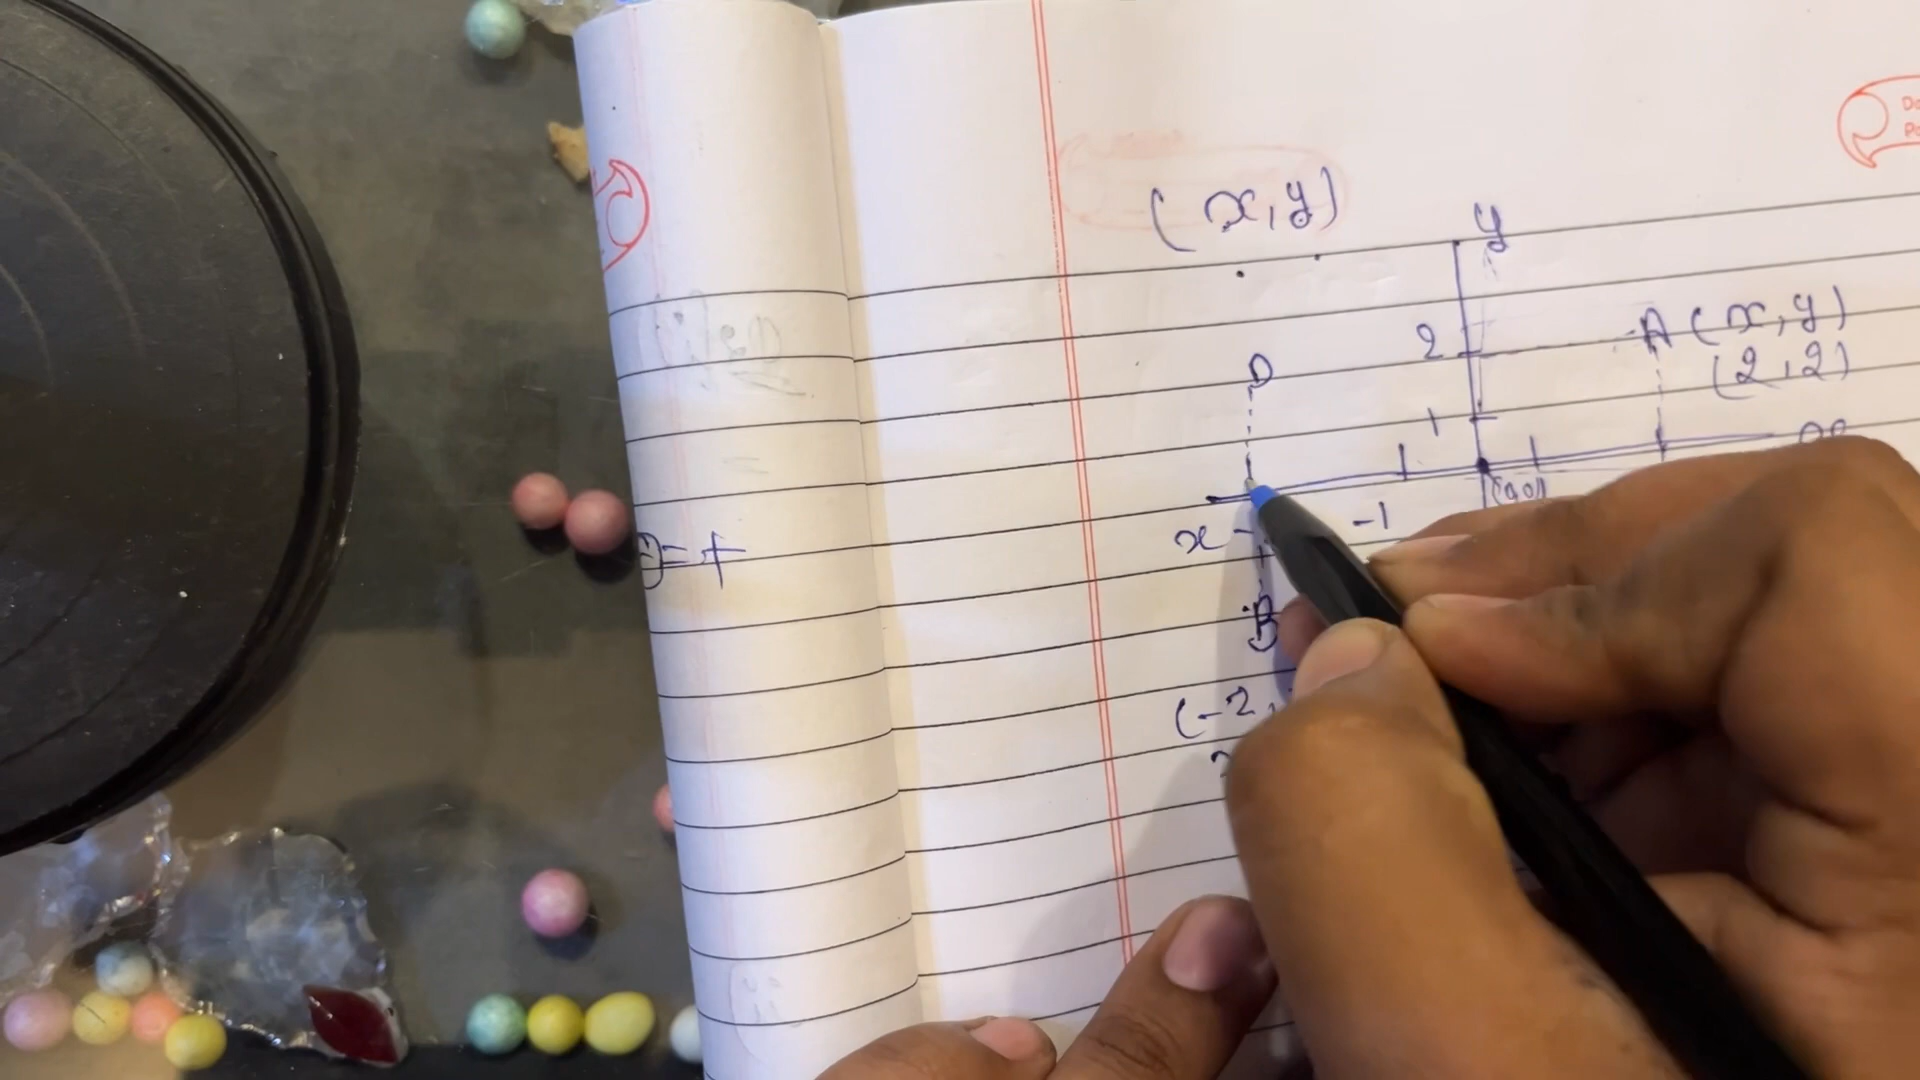 (x, y)
y
2
A (x, y)
(2, 2)
D
1
(0,0)
x
-1
= +
B
(-2,